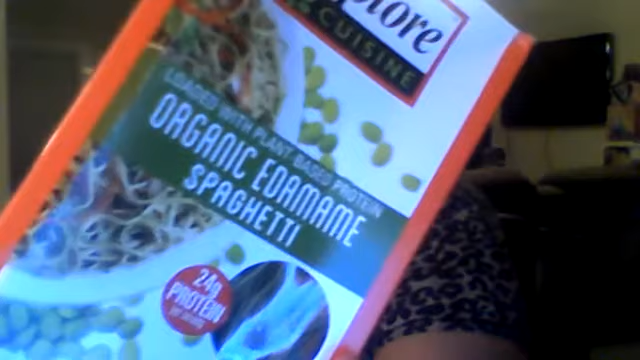 CUISINE
LOADED WITH PLANT BASED PROTEIN
ORGANIC EDAMAME
SPAGHETTI
24g
PROTEIN